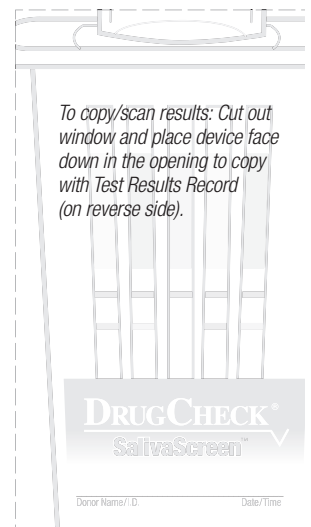 To copy/scan results: Cut out
window and place device face
down in the opening to copy
with Test Results Record
(on reverse side).
DRUGCHECK®
SalivaScreen™
Donor Name/I.D. Date/Time